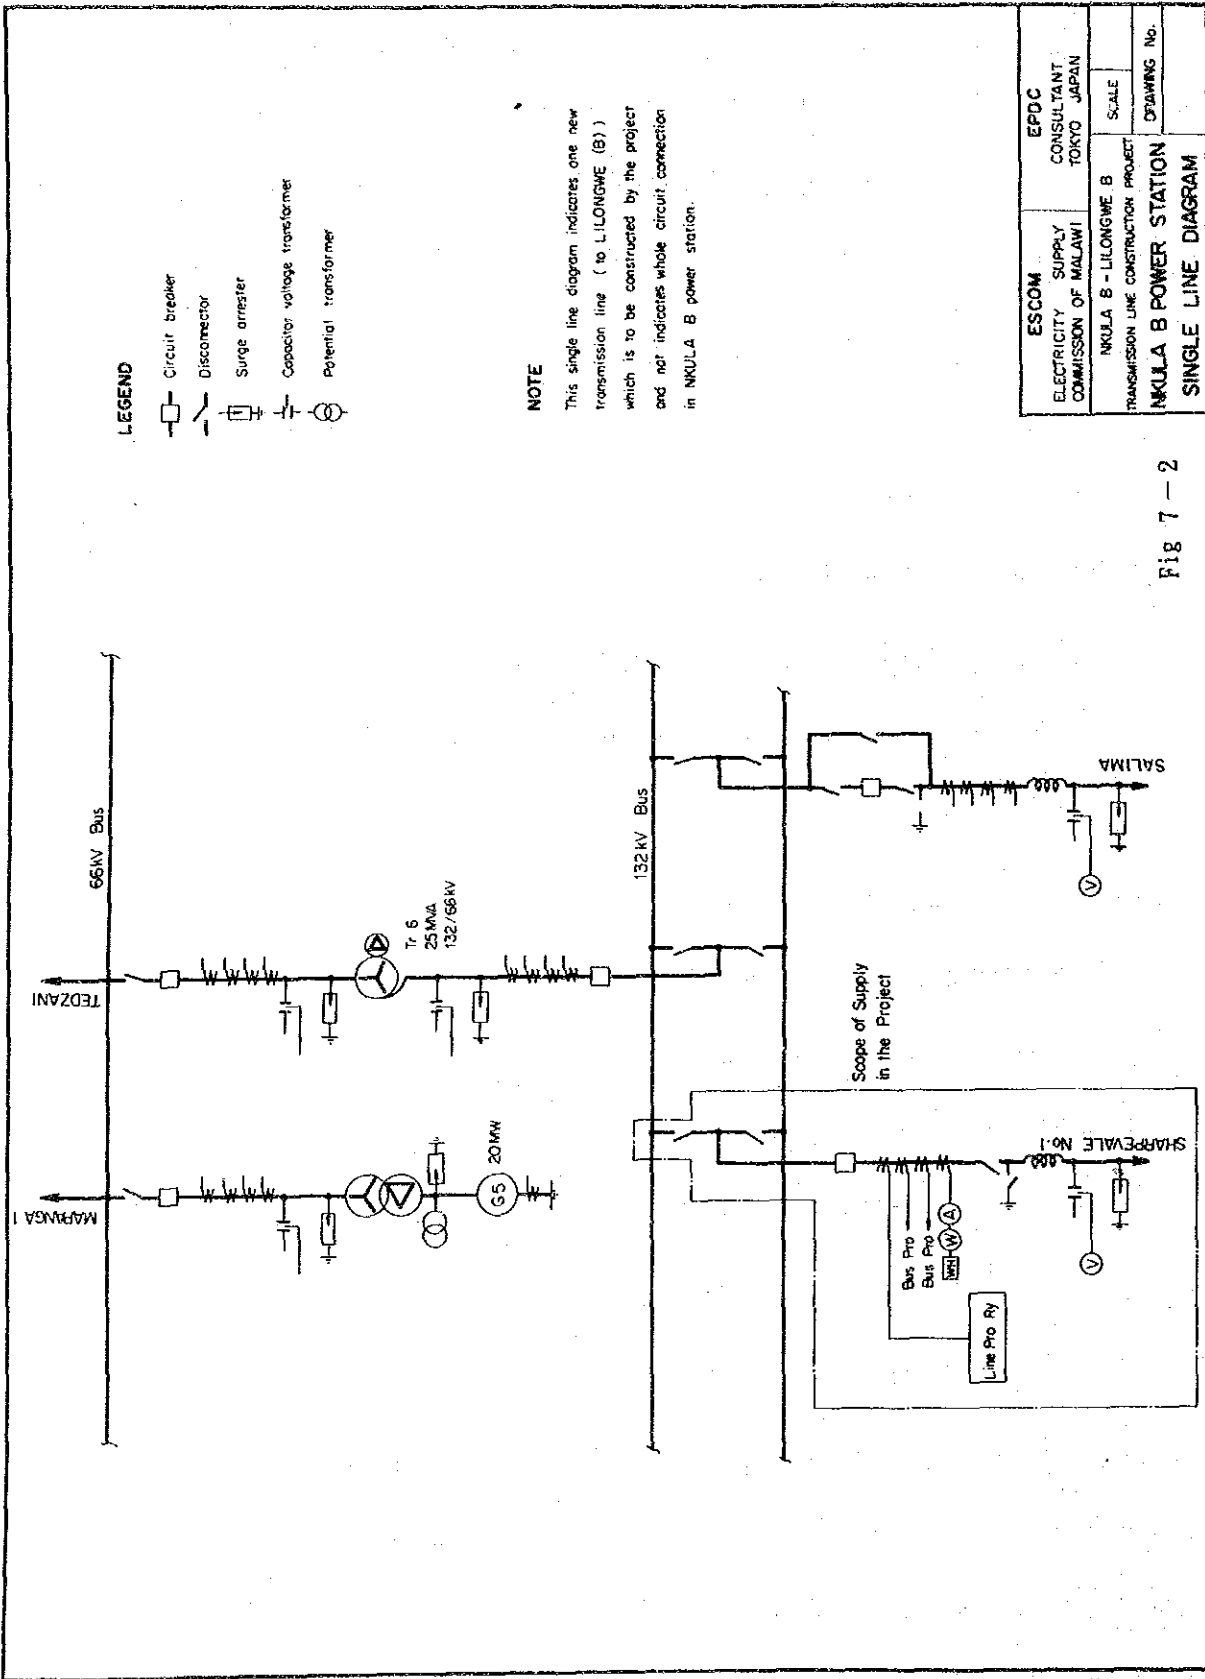 LEGEND
Circuit breaker
Disconnector
Surge arrester
Capacitor voltage transformer
Potential transformer
NOTE
This single line diagram indicates one new
transmission line ( to LILONGWE (B) )
which is to be constructed by the project
and not indicates whole circuit connection
in NKULA B power station.
MAPANGA 1
TEDZANI
66kV Bus
Tr 6
25 MVA
132/66kV
G5
20MW
132kV Bus
Scope of Supply
in the Project
Bus Pro
Bus Pro
WH
W
A
Line Pro Ry
V
SHARPEVALE No.1
V
SALIMA
Fig 7 - 2
ESCOM
ELECTRICITY SUPPLY
COMMISSION OF MALAWI
EPDC
CONSULTANT
TOKYO JAPAN
NKULA B - LILONGWE B
TRANSMISSION LINE CONSTRUCTION PROJECT
SCALE
NKULA B POWER STATION
SINGLE LINE DIAGRAM
DRAWING No.